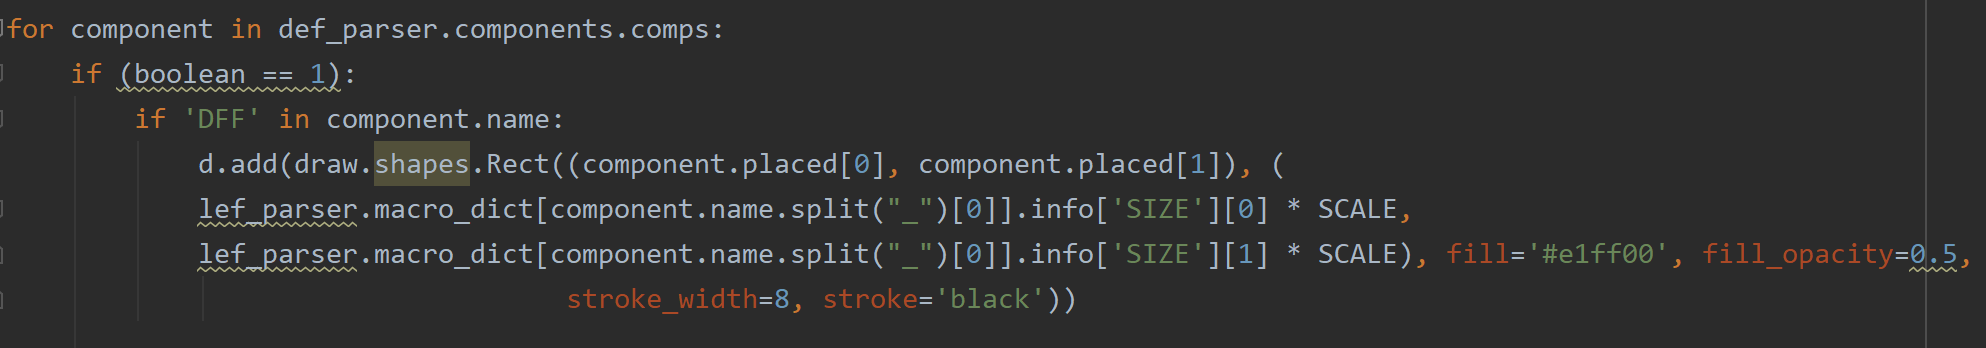 for component in def_parser.components.comps:
    if (boolean == 1):
        if 'DFF' in component.name:
            d.add(draw.shapes.Rect((component.placed[0], component.placed[1]), (
            lef_parser.macro_dict[component.name.split("_")[0]].info['SIZE'][0] * SCALE,
            lef_parser.macro_dict[component.name.split("_")[0]].info['SIZE'][1] * SCALE), fill='#e1ff00', fill_opacity=0.5,
                                   stroke_width=8, stroke='black'))